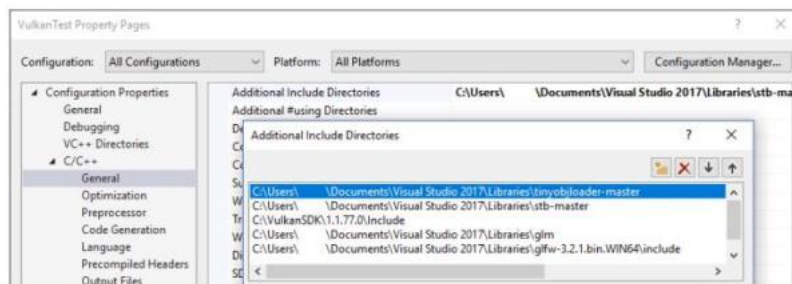 VulkanTest Property Pages ? ×
Configuration: All Configurations Platform: All Platforms Configuration Manager...
Configuration Properties
General
Debugging
VC++ Directories
C/C++
General
Optimization
Preprocessor
Code Generation
Language
Precompiled Headers
Output Files
Additional Include Directories C:\Users\ \Documents\Visual Studio 2017\Libraries\stb-ma
Additional #using Directories
Additional Include Directories ? ×
C:\Users\ \Documents\Visual Studio 2017\Libraries\tinyobjloader-master
C:\Users\ \Documents\Visual Studio 2017\Libraries\stb-master
C:\VulkanSDK\1.1.77.0\Include
C:\Users\ \Documents\Visual Studio 2017\Libraries\glm
C:\Users\ \Documents\Visual Studio 2017\Libraries\glfw-3.2.1.bin.WIN64\include